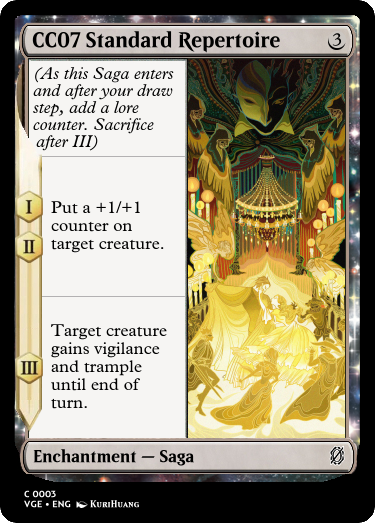 CC07 Standard Repertoire 3
(As this Saga enters
and after your draw
step, add a lore
counter. Sacrifice
after III)
I
II
Put a +1/+1
counter on
target creature.
III
Target creature
gains vigilance
and trample
until end of
turn.
Enchantment — Saga
C 0003
VGE • ENG KuriHuang